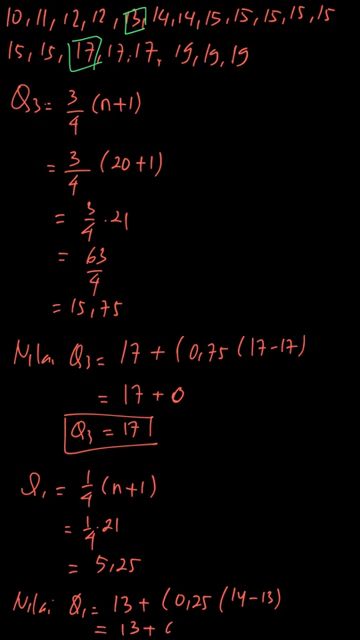 10, 11, 12, 12, 13, 14, 14, 15, 15, 15, 15, 15
15, 15, 17, 17, 17, 19, 19, 19
Q3 = 3/4 (n+1)
= 3/4 (20+1)
= 3/4 · 21
= 63/4
= 15,75
Nilai Q3 = 17 + (0,75 (17-17)
= 17 + 0
Q3 = 17
Q1 = 1/4 (n+1)
= 1/4 · 21
= 5,25
Nilai Q1 = 13 + (0,25 (14-13)
= 13 +